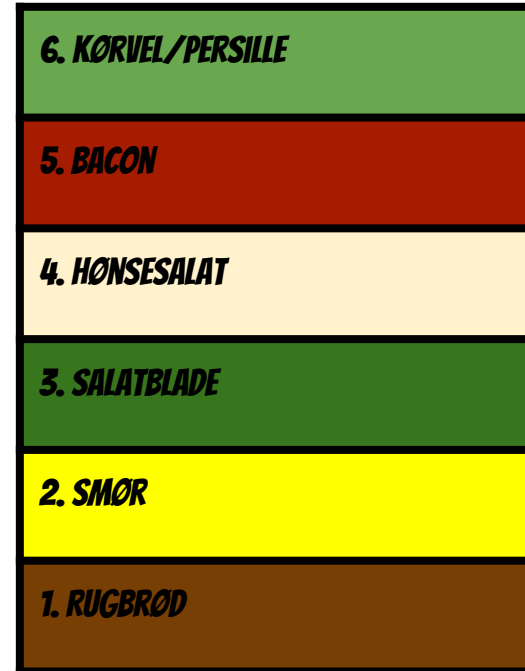 6. KØRVEL/PERSILLE
5. BACON
4. HØNSESALAT
3. SALATBLADE
2. SMØR
1. RUGBRØD